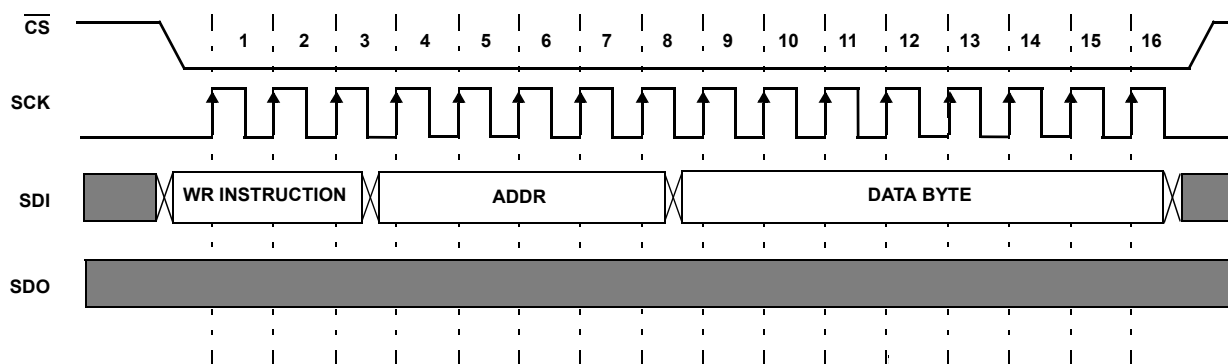 CS
1 2 3 4 5 6 7 8 9 10 11 12 13 14 15 16
SCK
SDI WR INSTRUCTION ADDR DATA BYTE
SDO